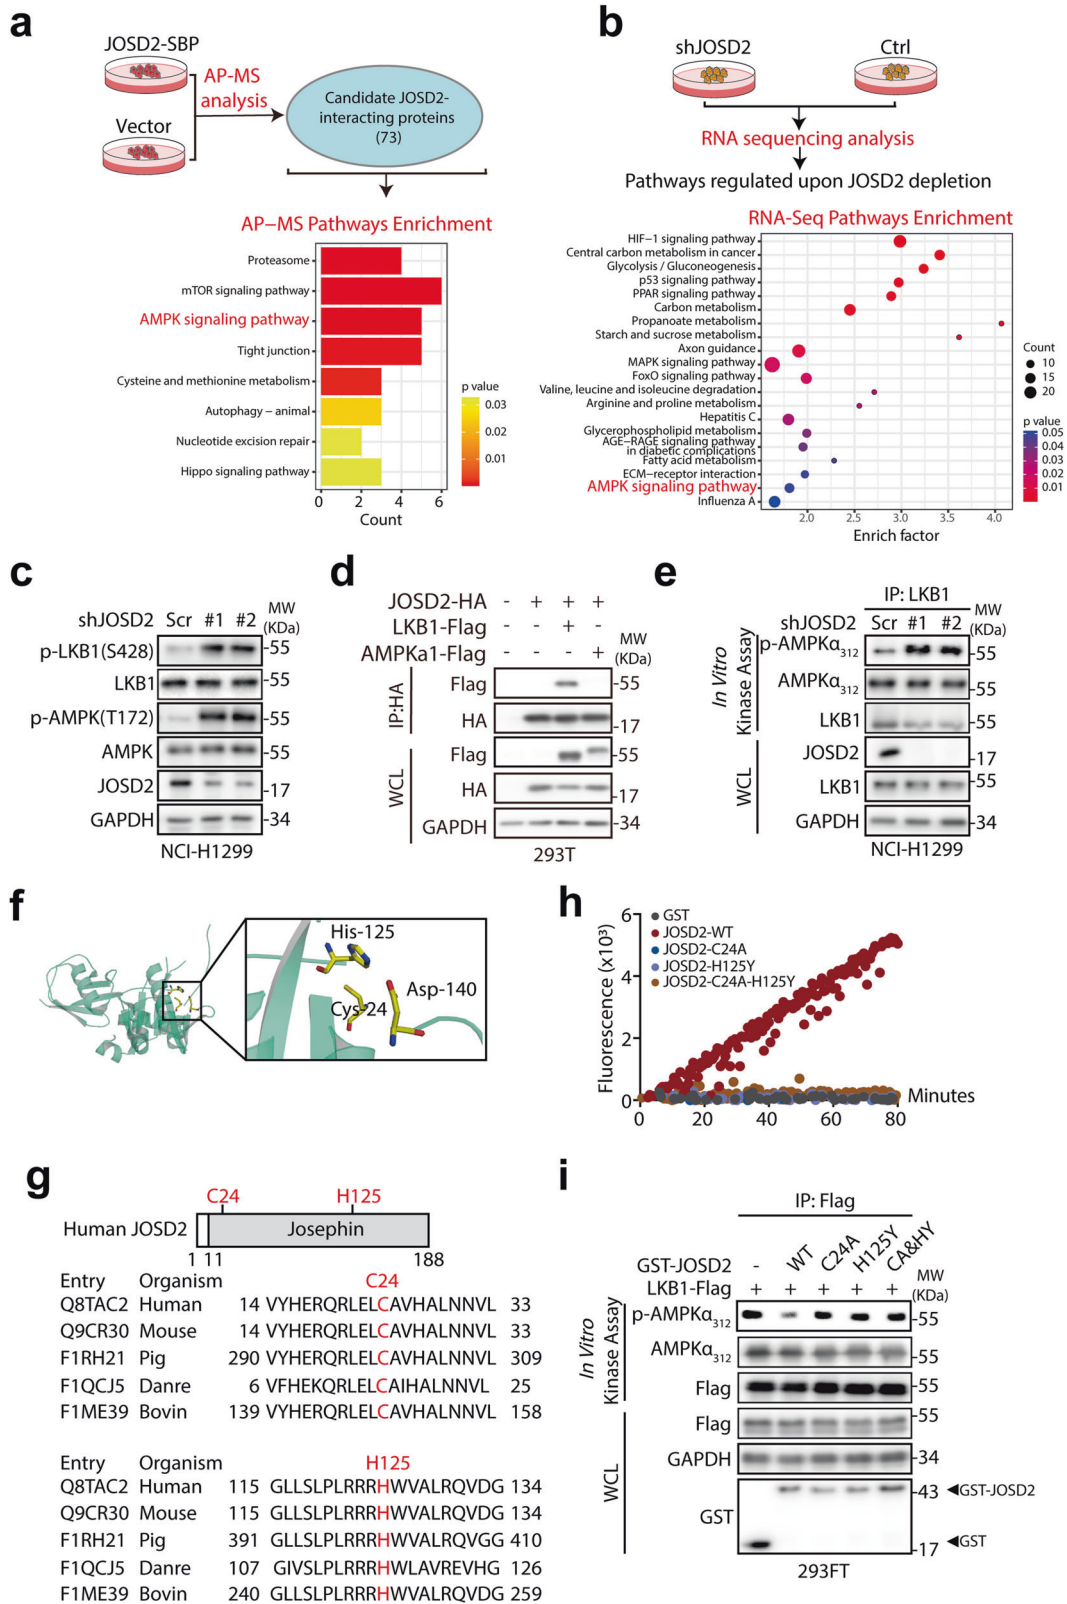 a
JOSD2-SBP
AP-MS
analysis
Vector
Candidate JOSD2-
interacting proteins
(73)
AP−MS Pathways Enrichment
Proteasome
mTOR signaling pathway
AMPK signaling pathway
Tight junction
Cysteine and methionine metabolism
Autophagy − animal
Nucleotide excision repair
Hippo signaling pathway
0 2 4 6
Count
p value
0.03
0.02
0.01
b
shJOSD2 Ctrl
RNA sequencing analysis
Pathways regulated upon JOSD2 depletion
RNA-Seq Pathways Enrichment
HIF−1 signaling pathway
Central carbon metabolism in cancer
Glycolysis / Gluconeogenesis
p53 signaling pathway
PPAR signaling pathway
Carbon metabolism
Propanoate metabolism
Starch and sucrose metabolism
Axon guidance
MAPK signaling pathway
FoxO signaling pathway
Valine, leucine and isoleucine degradation
Arginine and proline metabolism
Hepatitis C
Glycerophospholipid metabolism
AGE-RAGE signaling pathway
in diabetic complications
Fatty acid metabolism
ECM−receptor interaction
AMPK signaling pathway
Influenza A
2.0 2.5 3.0 3.5 4.0
Enrich factor
Count
10
15
20
p value
0.05
0.04
0.03
0.02
0.01
c
shJOSD2 Scr #1 #2 MW
(KDa)
p-LKB1(S428) -55
LKB1 -55
p-AMPK(T172) -55
AMPK -55
JOSD2 -17
GAPDH -34
NCI-H1299
d
JOSD2-HA - + + +
LKB1-Flag - - + -
AMPKa1-Flag - - - +
MW
(KDa)
IP:HA
Flag -55
HA -17
WCL
Flag -55
HA -17
GAPDH -34
293T
e
IP: LKB1
shJOSD2 Scr #1 #2 MW
(KDa)
In Vitro
Kinase Assay
p-AMPKα312 -55
AMPKα312 -55
LKB1
WCL
JOSD2 -17
LKB1 -55
GAPDH -34
NCI-H1299
f
His-125
Cys-24
Asp-140
h
Fluorescence (x10³)
6
4
2
0
0 20 40 60 80
Minutes
GST
JOSD2-WT
JOSD2-C24A
JOSD2-H125Y
JOSD2-C24A-H125Y
g
C24 H125
Human JOSD2 Josephin
1 11 188
Entry Organism C24
Q8TAC2 Human 14 VYHERQRLELCAVHALNNVL 33
Q9CR30 Mouse 14 VYHERQRLELCAVHALNNVL 33
F1RH21 Pig 290 VYHERQRLELCAVHALNNVL 309
F1QCJ5 Danre 6 VFHEKQRLELCAIHALNNVL 25
F1ME39 Bovin 139 VYHERQRLELCAVHALNNVL 158
Entry Organism H125
Q8TAC2 Human 115 GLLSLPLRRRHWVALRQVDG 134
Q9CR30 Mouse 115 GLLSLPLRRRHWVALRQVDG 134
F1RH21 Pig 391 GLLSLPLRRRHWVALRQVGG 410
F1QCJ5 Danre 107 GIVSLPLRRRHWLAVREVHG 126
F1ME39 Bovin 240 GLLSLPLRRRHWVALRQVDG 259
i
IP: Flag
GST-JOSD2 - WT C24A H125Y CA&HY
LKB1-Flag + + + + +
MW
(KDa)
In Vitro
Kinase Assay
p-AMPKα312 -55
AMPKα312 -55
Flag -55
WCL
Flag -55
GAPDH -34
GST
-43 ◄GST-JOSD2
-17 ◄GST
293FT